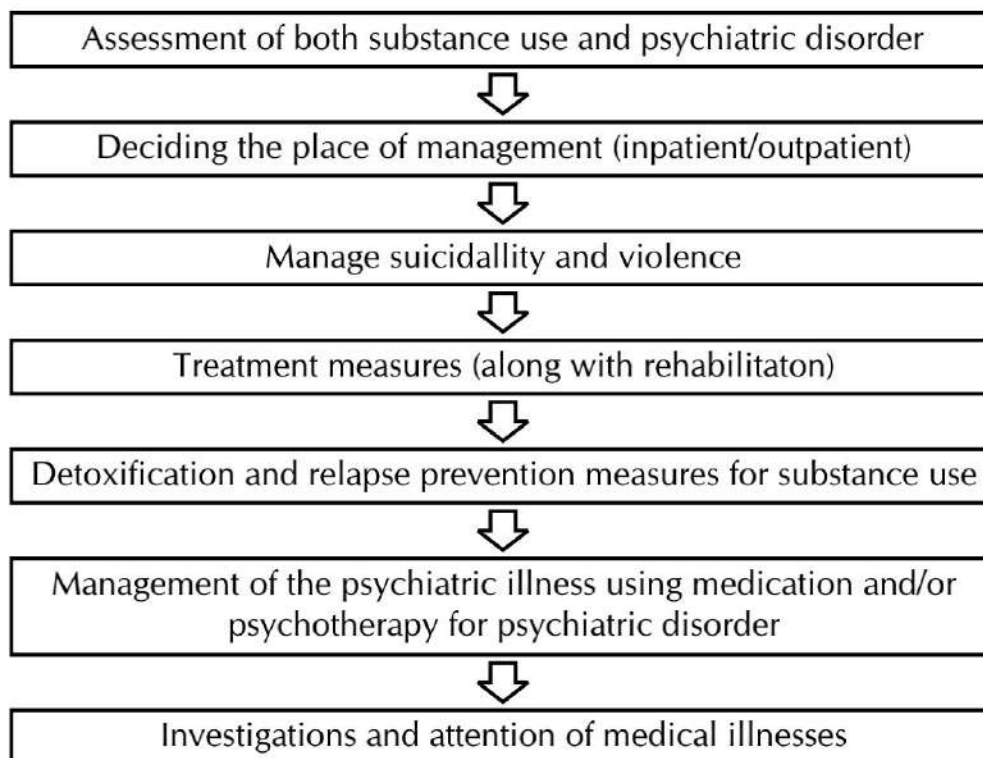 Assessment of both substance use and psychiatric disorder
Deciding the place of management (inpatient/outpatient)
Manage suicidallity and violence
Treatment measures (along with rehabilitaton)
Detoxification and relapse prevention measures for substance use
Management of the psychiatric illness using medication and/or
psychotherapy for psychiatric disorder
Investigations and attention of medical illnesses